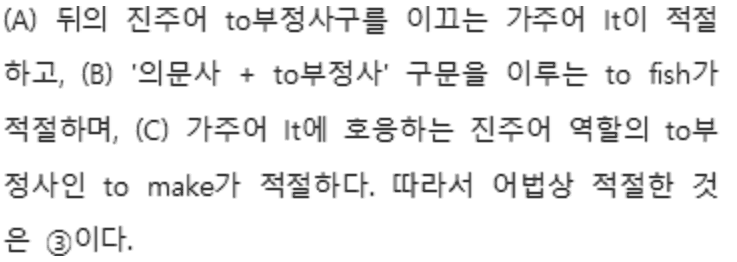 (A) 뒤의 진주어 to부정사구를 이끄는 가주어 It이 적절
하고, (B) '의문사 + to부정사' 구문을 이루는 to fish가
적절하며, (C) 가주어 It에 호응하는 진주어 역할의 to부
정사인 to make가 적절하다. 따라서 어법상 적절한 것
은 ③이다.